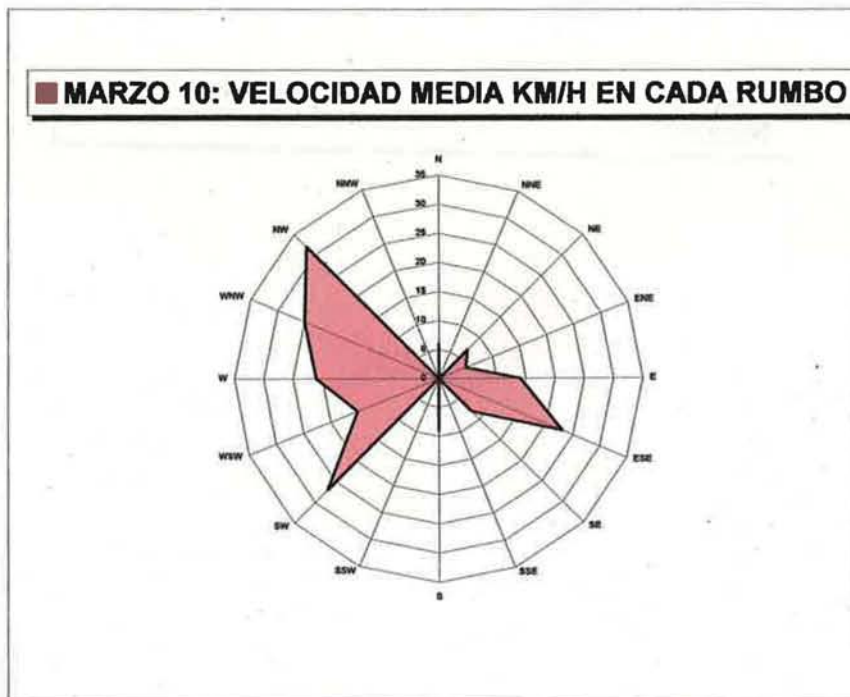 MARZO 10: VELOCIDAD MEDIA KM/H EN CADA RUMBO
N
NNE
NE
ENE
E
ESE
SE
SSE
S
SSW
SW
WSW
W
WNW
NW
NNW
35
30
25
20
15
10
5
0